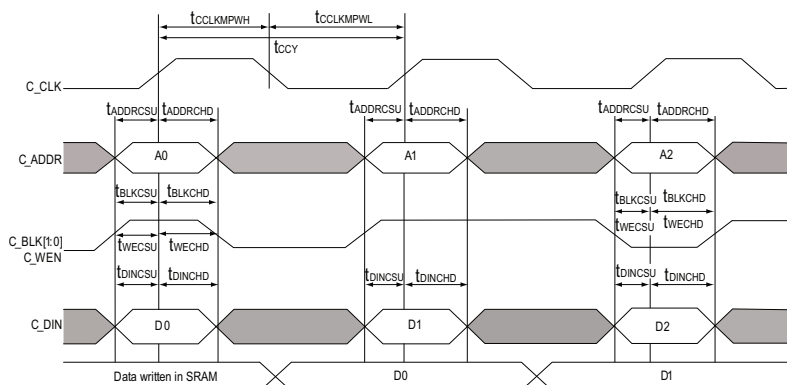 tCCLKMPWH tCCLKMPWL
tCCY
C_CLK
tADDRCSU tADDRCHD tADDRCSU tADDRCHD tADDRCSU tADDRCHD
C_ADDR A0 A1 A2
tBLKCSU tBLKCHD tBLKCSU tBLKCHD
C_BLK[1:0] tWECSU tWECHD tWECSU tWECHD
C_WEN
tDINCSU tDINCHD tDINCSU tDINCHD tDINCSU tDINCHD
C_DIN D0 D1 D2
Data written in SRAM D0 D1